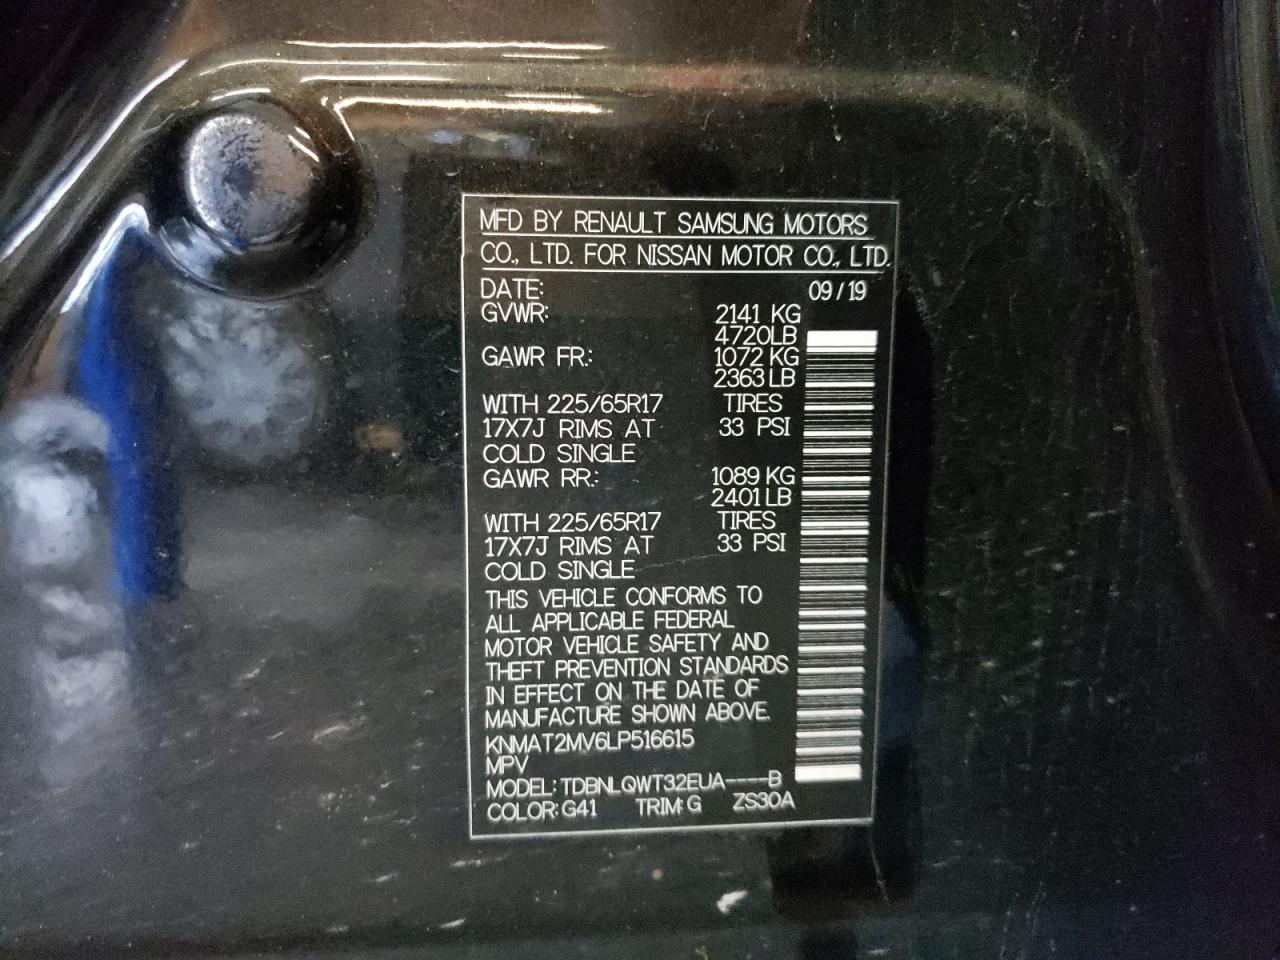 MFD BY RENAULT SAMSUNG MOTORS
CO., LTD. FOR NISSAN MOTOR CO., LTD.
DATE: 09/19
GVWR: 2141 KG
4720LB
GAWR FR.: 1072 KG
2363 LB
WITH 225/65R17 TIRES
17X7J RIMS AT 33 PSI
COLD SINGLE
GAWR RR.: 1089 KG
2401 LB
WITH 225/65R17 TIRES
17X7J RIMS AT 33 PSI
COLD SINGLE
THIS VEHICLE CONFORMS TO
ALL APPLICABLE FEDERAL
MOTOR VEHICLE SAFETY AND
THEFT PREVENTION STANDARDS
IN EFFECT ON THE DATE OF
MANUFACTURE SHOWN ABOVE.
KNMAT2MV6LP516615
MPV
MODEL: TDBNLQWT32EUA----B
COLOR: G41 TRIM: G ZS30A